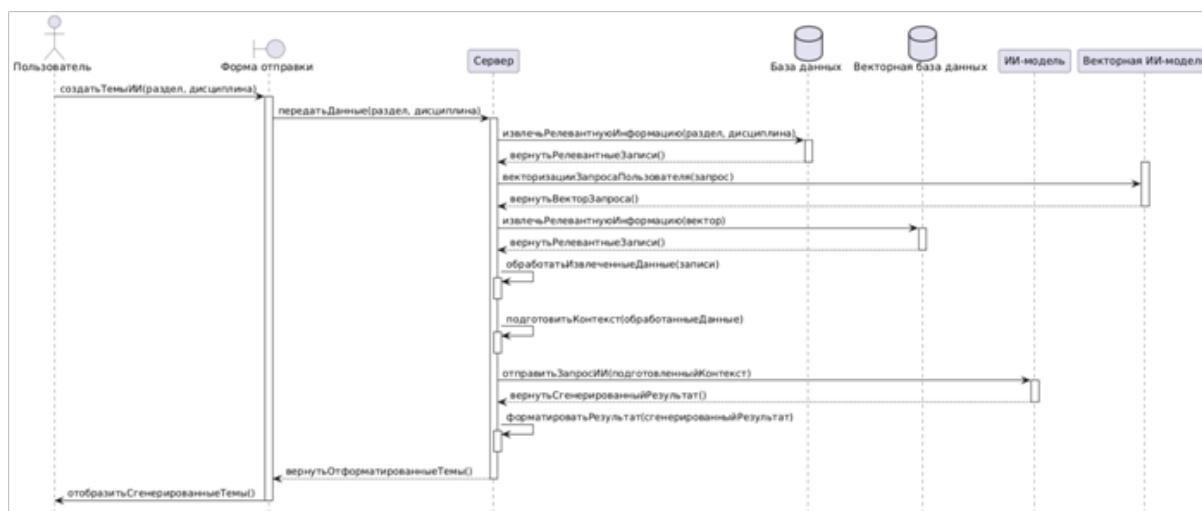 Пользователь
Форма отправки
Сервер
База данных
Векторная база данных
ИИ-модель
Векторная ИИ-модель
создатьТемыИИ(раздел, дисциплина)
передатьДанные(раздел, дисциплина)
извлечьРелевантнуюИнформацию(раздел, дисциплина)
вернутьРелевантныеЗаписи()
векторизацииЗапросаПользователя(запрос)
вернутьВекторЗапроса()
извлечьРелевантнуюИнформацию(вектор)
вернутьРелевантныеЗаписи()
обработатьИзвлеченныеДанные(записи)
подготовитьКонтекст(обработанныеДанные)
отправитьЗапросИИ(подготовленныйКонтекст)
вернутьСгенерированныйРезультат()
форматироватьРезультат(сгенерированныйРезультат)
вернутьОтформатированныеТемы()
отобразитьСгенерированныеТемы()